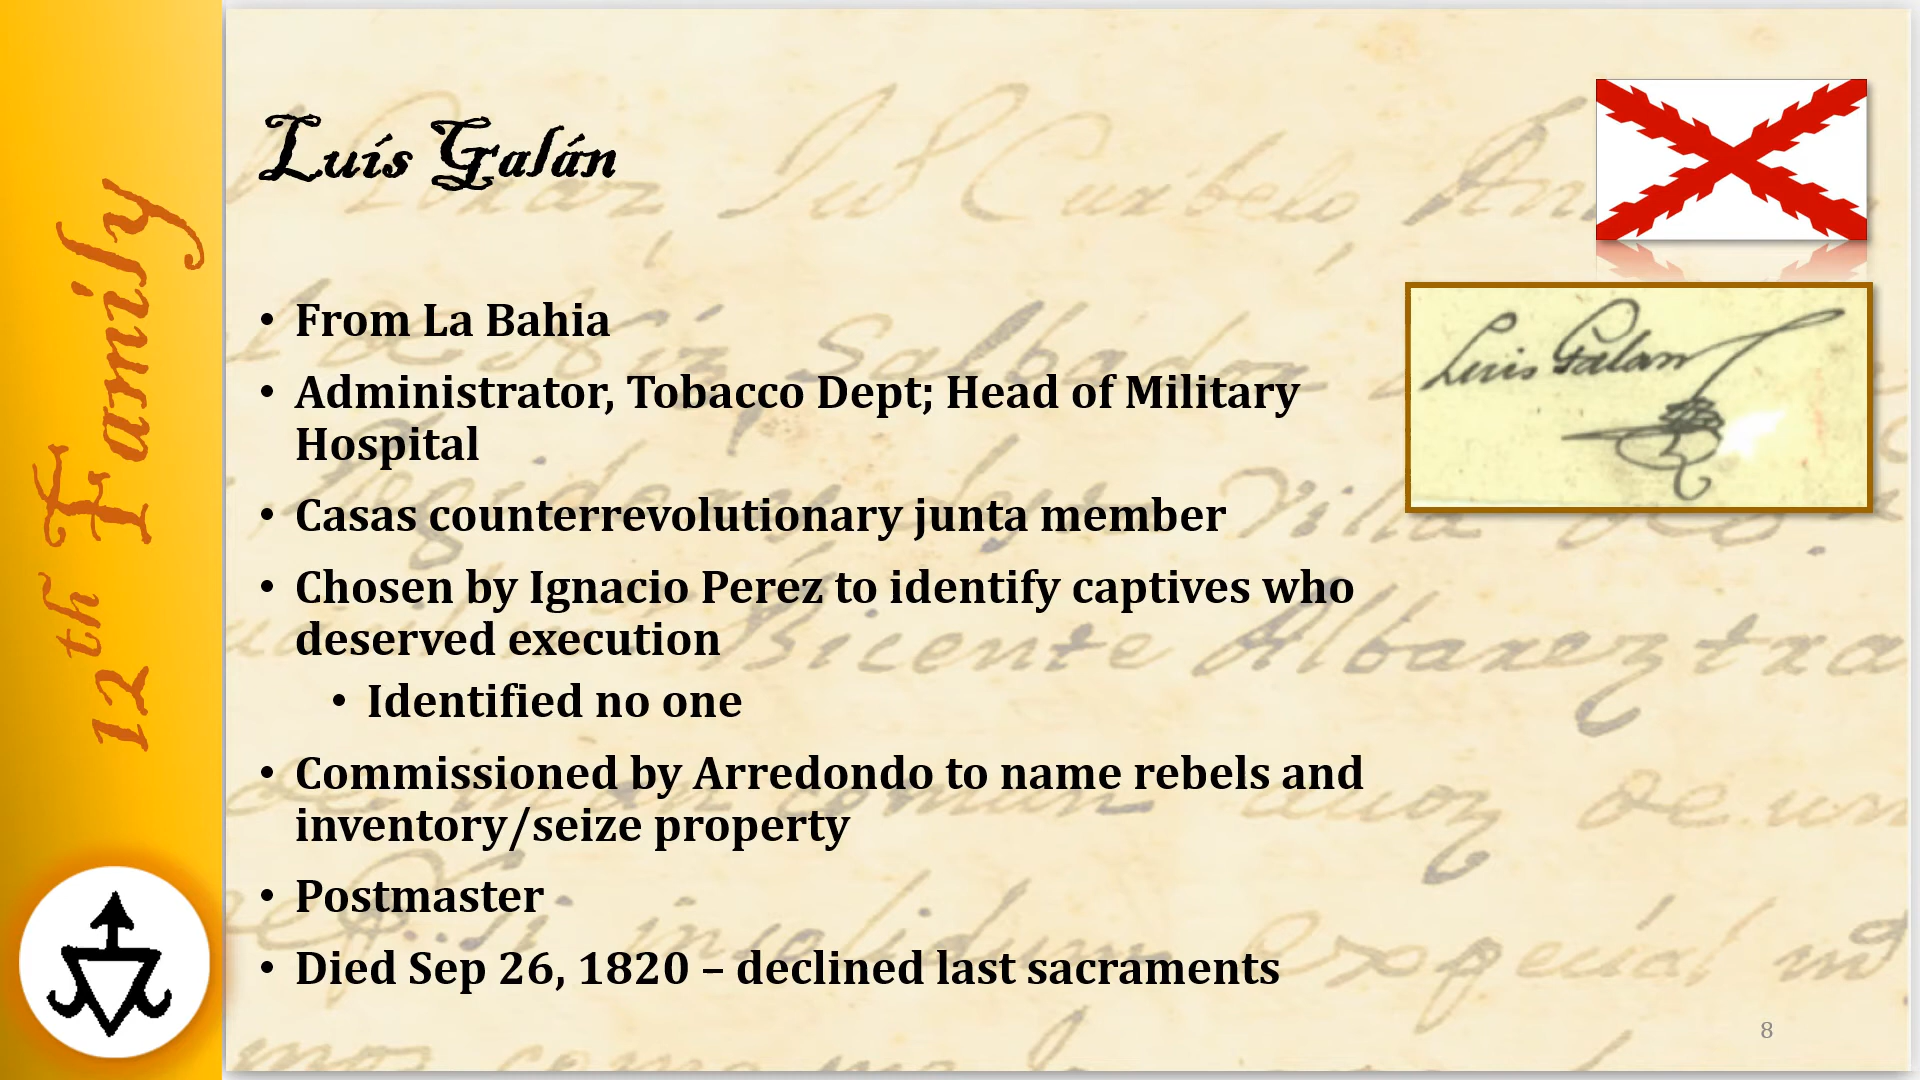 12th Family
Luís Galán
Luis Galan
• From La Bahia
• Administrator, Tobacco Dept; Head of Military
Hospital
• Casas counterrevolutionary junta member
• Chosen by Ignacio Perez to identify captives who
deserved execution
• Identified no one
• Commissioned by Arredondo to name rebels and
inventory/seize property
• Postmaster
• Died Sep 26, 1820 – declined last sacraments
8